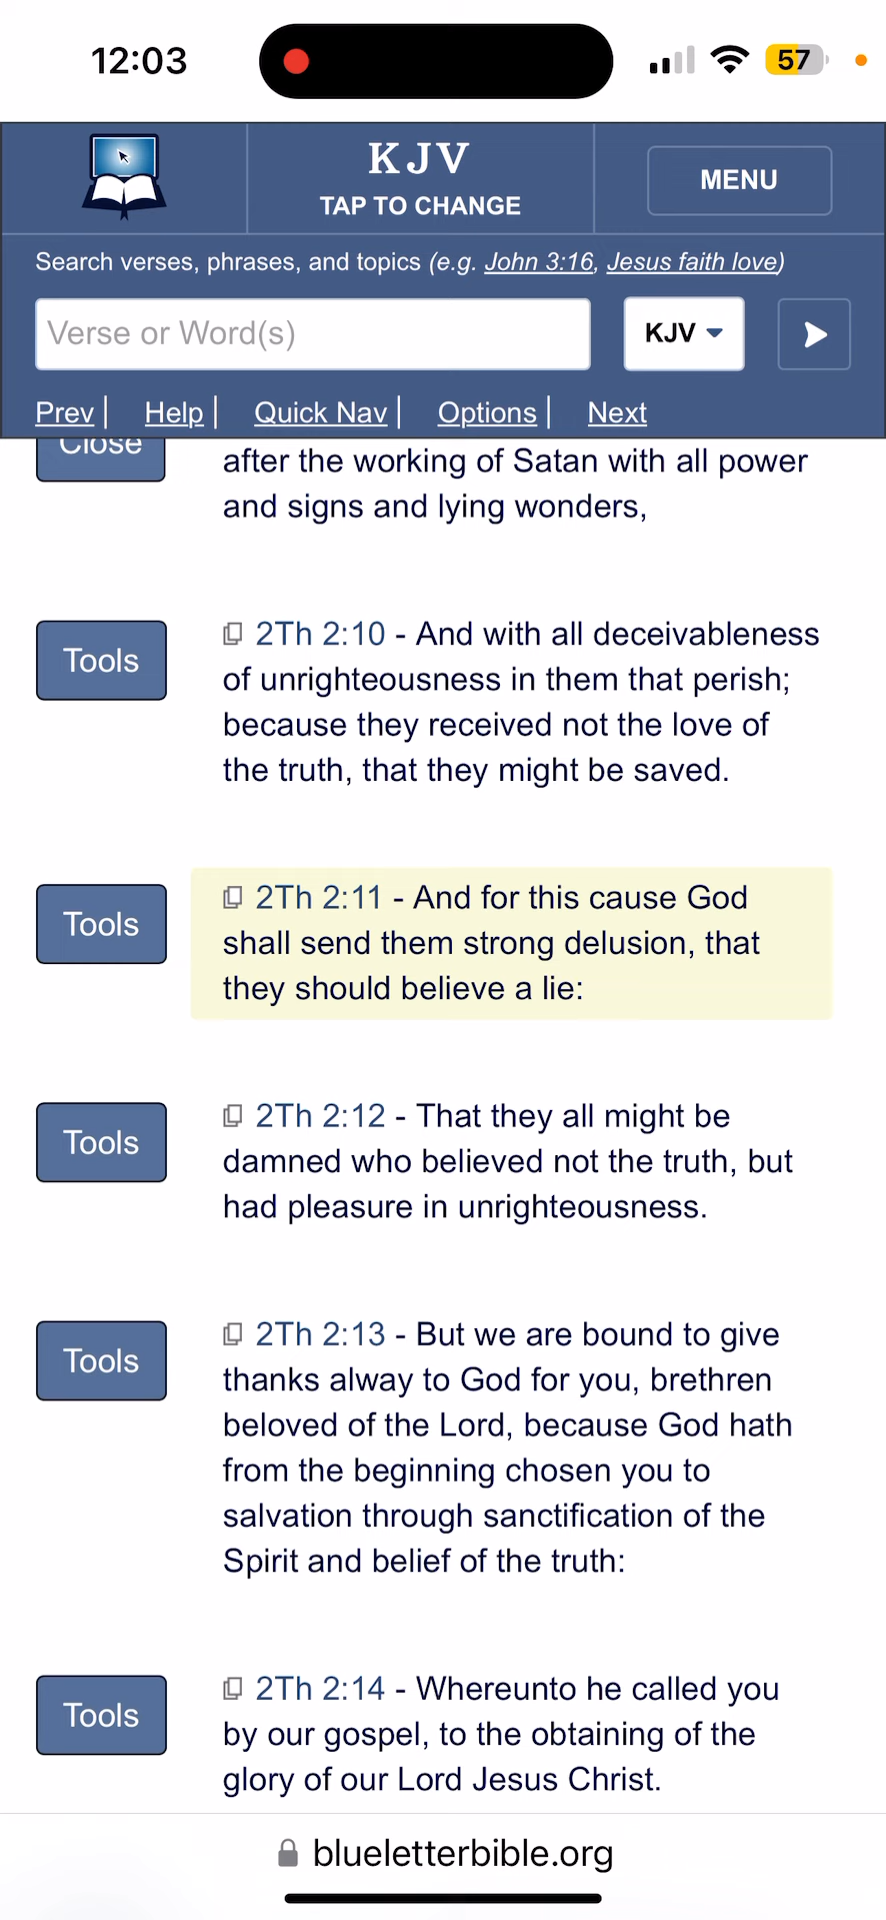 12:03
57
KJV
TAP TO CHANGE
MENU
Search verses, phrases, and topics (e.g. John 3:16, Jesus faith love)
Verse or Word(s)
KJV
Prev | Help | Quick Nav | Options | Next
Close
after the working of Satan with all power
and signs and lying wonders,
Tools
2Th 2:10 - And with all deceivableness
of unrighteousness in them that perish;
because they received not the love of
the truth, that they might be saved.
Tools
2Th 2:11 - And for this cause God
shall send them strong delusion, that
they should believe a lie:
Tools
2Th 2:12 - That they all might be
damned who believed not the truth, but
had pleasure in unrighteousness.
Tools
2Th 2:13 - But we are bound to give
thanks alway to God for you, brethren
beloved of the Lord, because God hath
from the beginning chosen you to
salvation through sanctification of the
Spirit and belief of the truth:
Tools
2Th 2:14 - Whereunto he called you
by our gospel, to the obtaining of the
glory of our Lord Jesus Christ.
blueletterbible.org